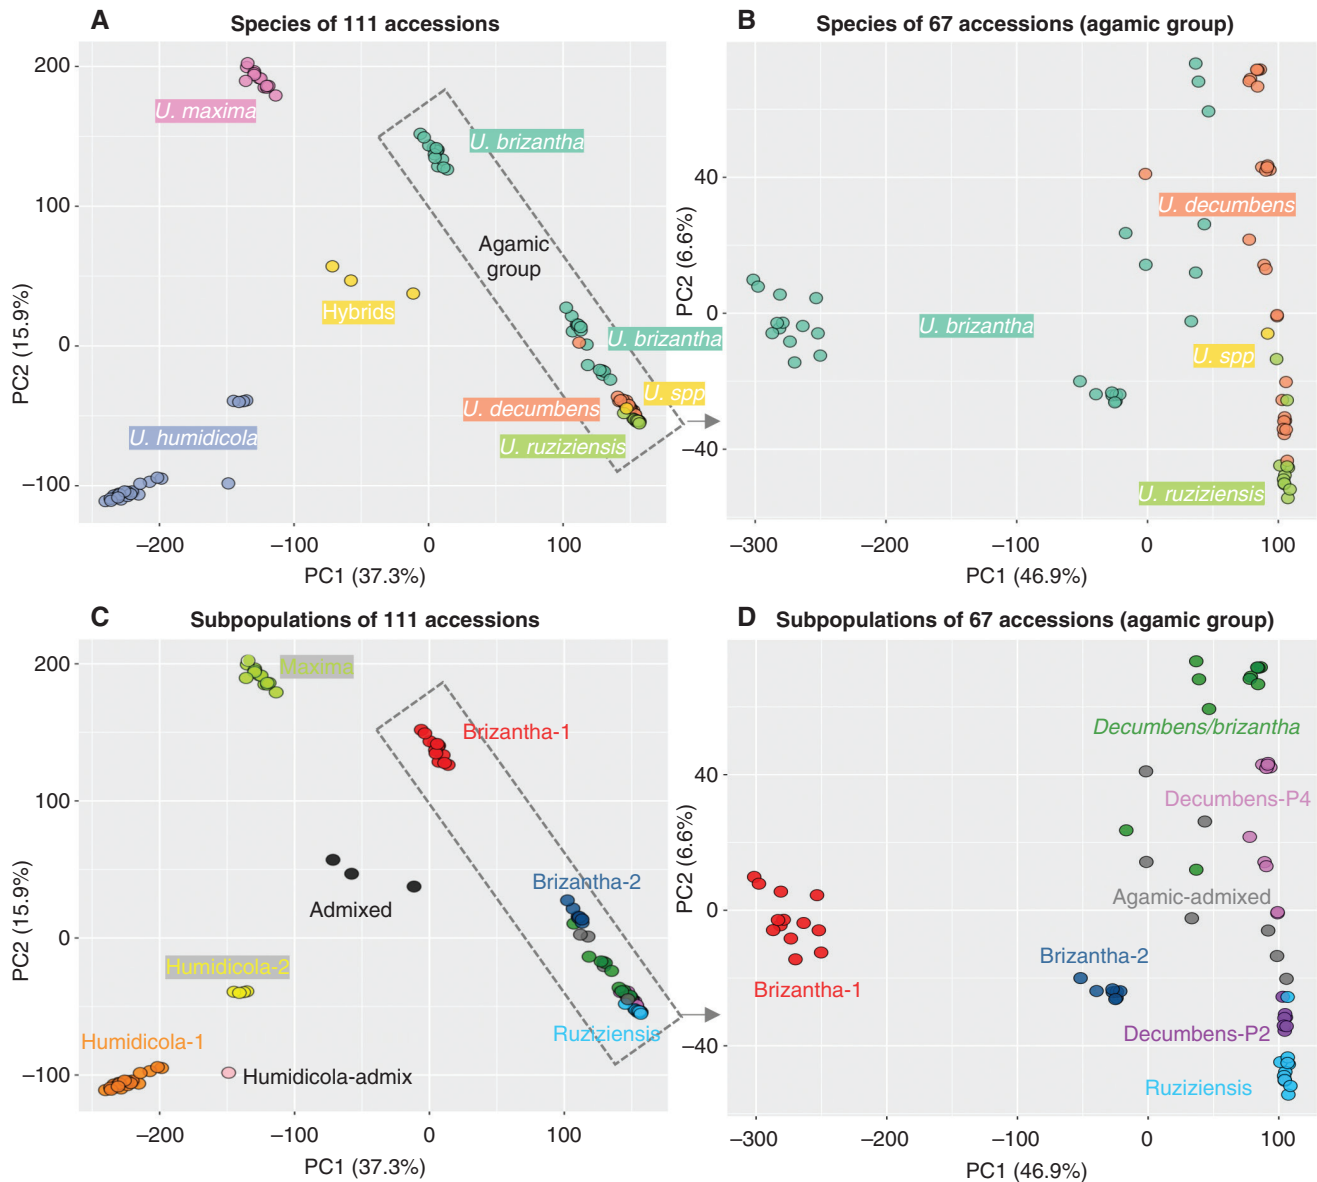 A
Species of 111 accessions
PC2 (15.9%)
200
100
0
−100
U. maxima
U. brizantha
Agamic
group
Hybrids
U. brizantha
U. spp
U. decumbens
U. humidicola
U. ruziziensis
−200
−100
0
100
PC1 (37.3%)
B
Species of 67 accessions (agamic group)
PC2 (6.6%)
40
0
−40
U. decumbens
U. brizantha
U. spp
U. ruziziensis
−300
−200
−100
0
100
PC1 (46.9%)
C
Subpopulations of 111 accessions
PC2 (15.9%)
200
100
0
−100
Maxima
Brizantha-1
Brizantha-2
Admixed
Humidicola-2
Humidicola-1
Ruziziensis
Humidicola-admix
−200
−100
0
100
PC1 (37.3%)
D
Subpopulations of 67 accessions (agamic group)
PC2 (6.6%)
40
0
−40
Decumbens/brizantha
Decumbens-P4
Agamic-admixed
Brizantha-2
Brizantha-1
Decumbens-P2
Ruziziensis
−300
−200
−100
0
100
PC1 (46.9%)